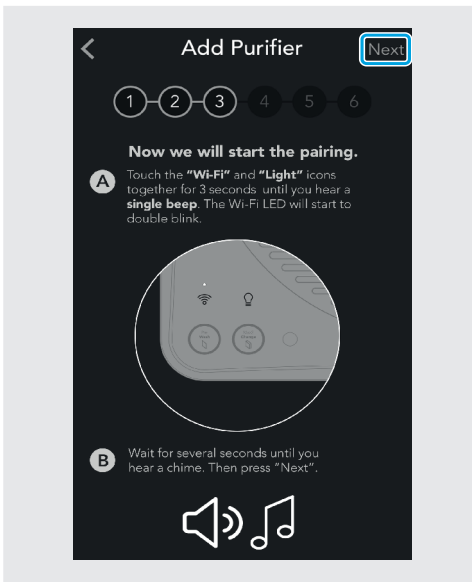 Add Purifier
Next
1 2 3 4 5 6
Now we will start the pairing.
A
Touch the “Wi-Fi” and “Light” icons
together for 3 seconds until you hear a
single beep. The Wi-Fi LED will start to
double blink.
B
Wait for several seconds until you
hear a chime. Then press “Next”.